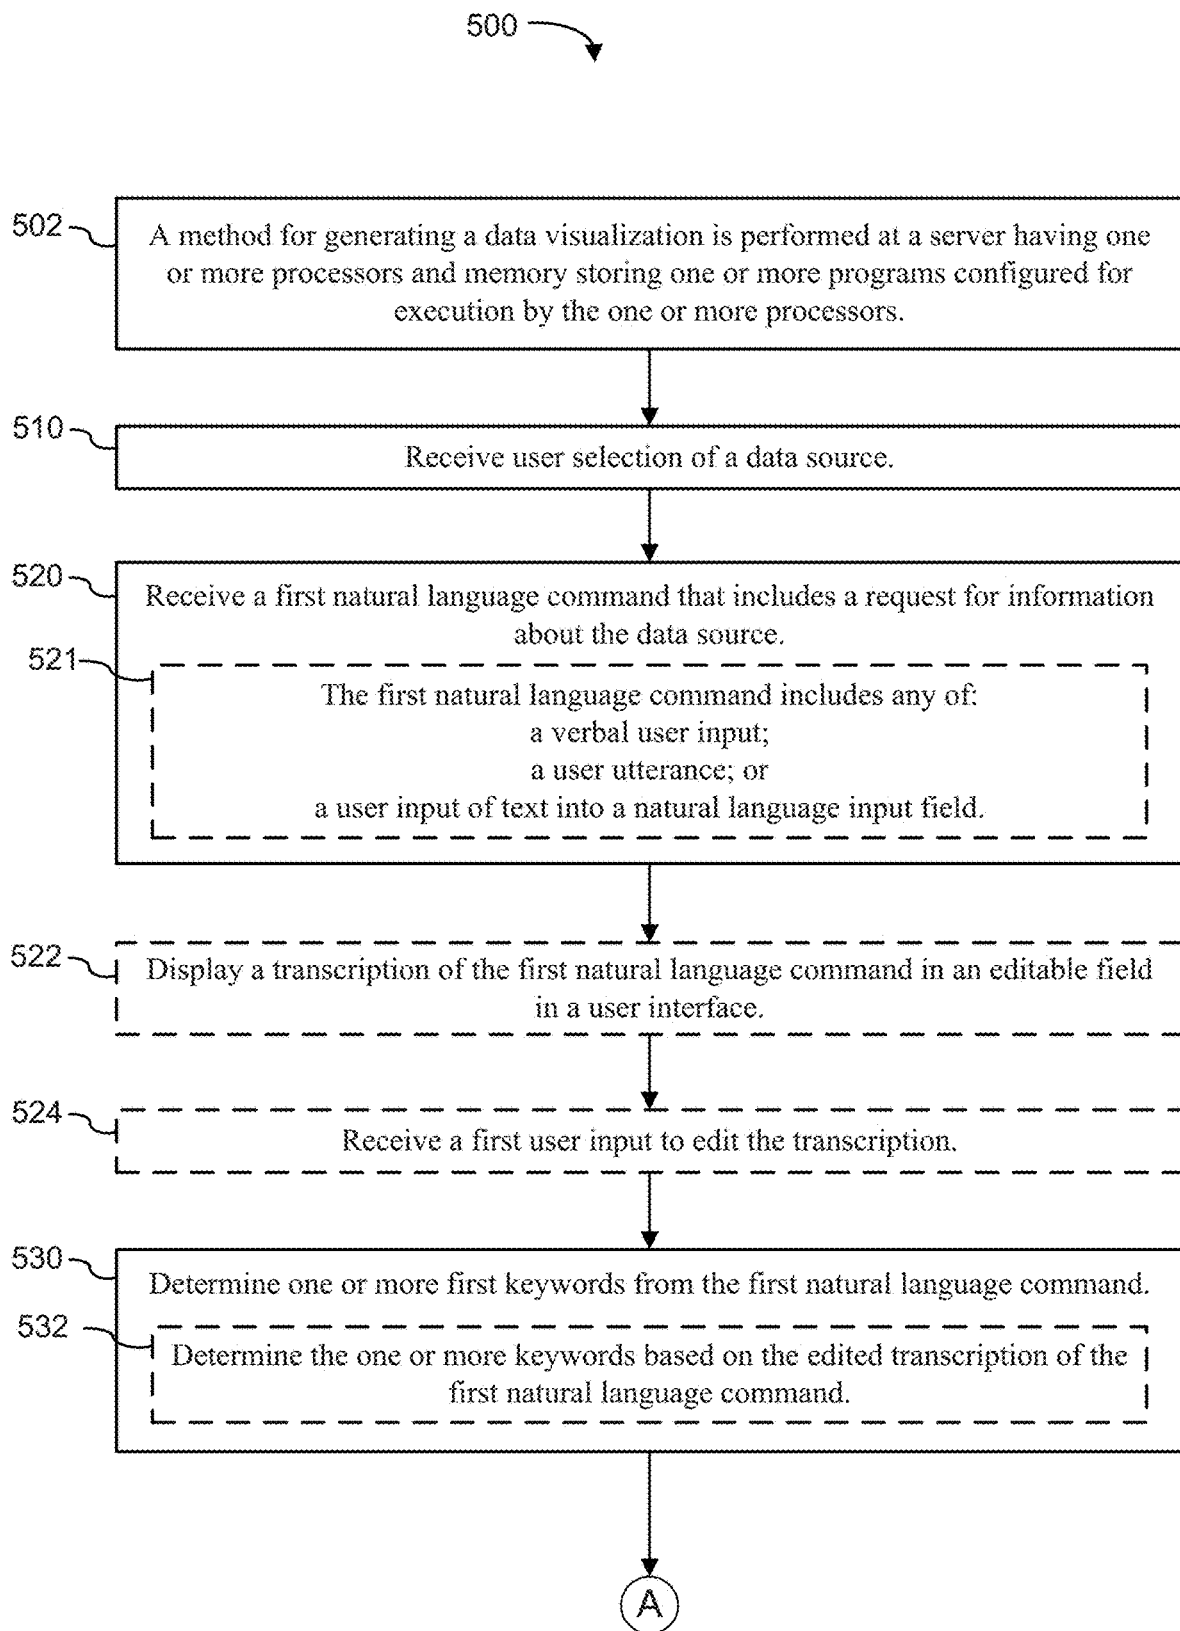 500
502
A method for generating a data visualization is performed at a server having one
or more processors and memory storing one or more programs configured for
execution by the one or more processors.
510
Receive user selection of a data source.
520
Receive a first natural language command that includes a request for information
about the data source.
521
The first natural language command includes any of:
a verbal user input;
a user utterance; or
a user input of text into a natural language input field.
522
Display a transcription of the first natural language command in an editable field
in a user interface.
524
Receive a first user input to edit the transcription.
530
Determine one or more first keywords from the first natural language command.
532
Determine the one or more keywords based on the edited transcription of the
first natural language command.
A